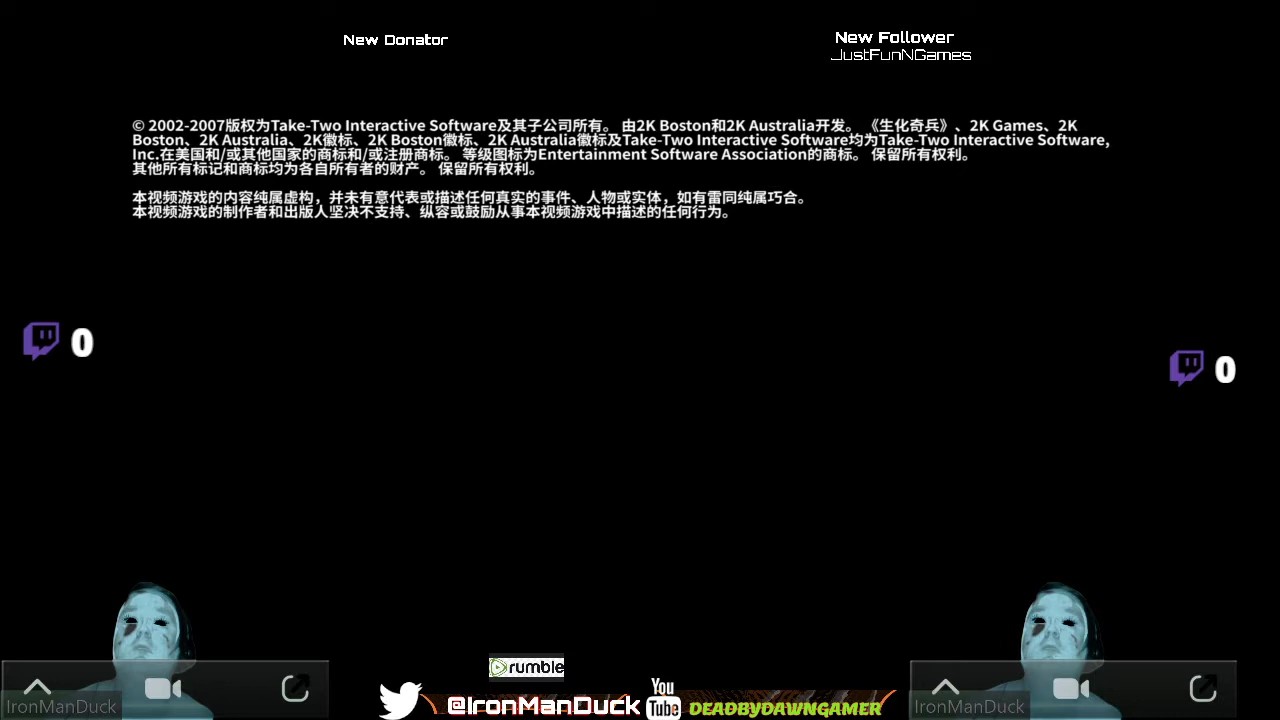 New Donator
New Follower
JustFunNGames
© 2002-2007版权为Take-Two Interactive Software及其子公司所有。 由2K Boston和2K Australia开发。 《生化奇兵》、2K Games、2K
Boston、2K Australia、2K徽标、2K Boston徽标、2K Australia徽标及Take-Two Interactive Software均为Take-Two Interactive Software,
Inc.在美国和/或其他国家的商标和/或注册商标。 等级图标为Entertainment Software Association的商标。 保留所有权利。
其他所有标记和商标均为各自所有者的财产。 保留所有权利。
本视频游戏的内容纯属虚构，并未有意代表或描述任何真实的事件、人物或实体，如有雷同纯属巧合。
本视频游戏的制作者和出版人坚决不支持、纵容或鼓励从事本视频游戏中描述的任何行为。
0
0
rumble
IronManDuck
@IronManDuck
You Tube
DEADBYDAWNGAMER
IronManDuck